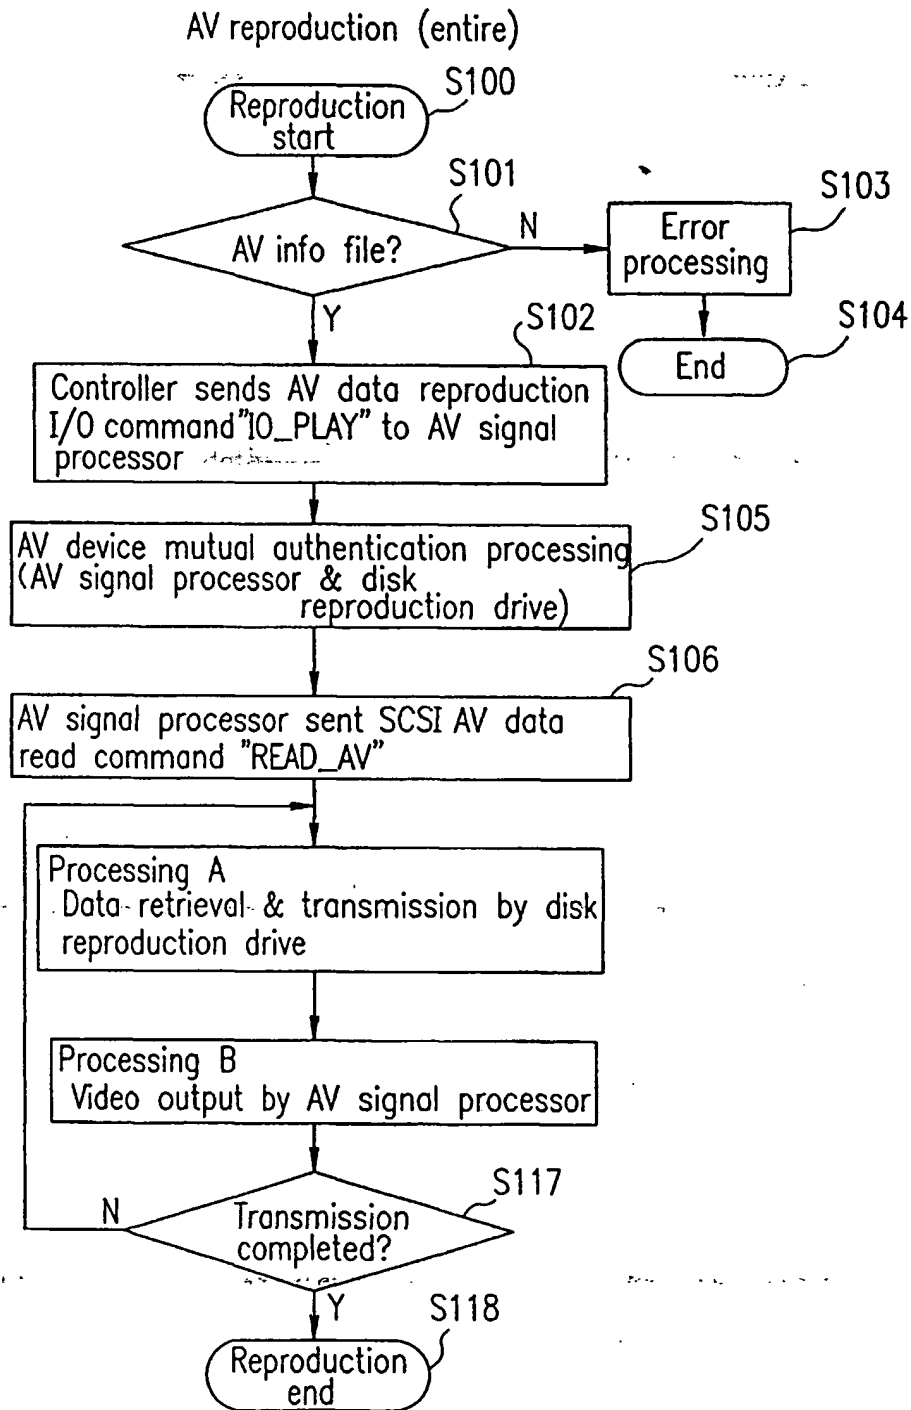 AV reproduction (entire)
S100
Reproduction
start
S101
AV info file?
N
Y
S103
Error
processing
S104
End
S102
Controller sends AV data reproduction
I/O command "IO_PLAY" to AV signal
processor
S105
AV device mutual authentication processing
(AV signal processor & disk
reproduction drive)
S106
AV signal processor sent SCSI AV data
read command "READ_AV"
Processing A
Data retrieval & transmission by disk
reproduction drive
Processing B
Video output by AV signal processor
S117
Transmission
completed?
N
Y
S118
Reproduction
end